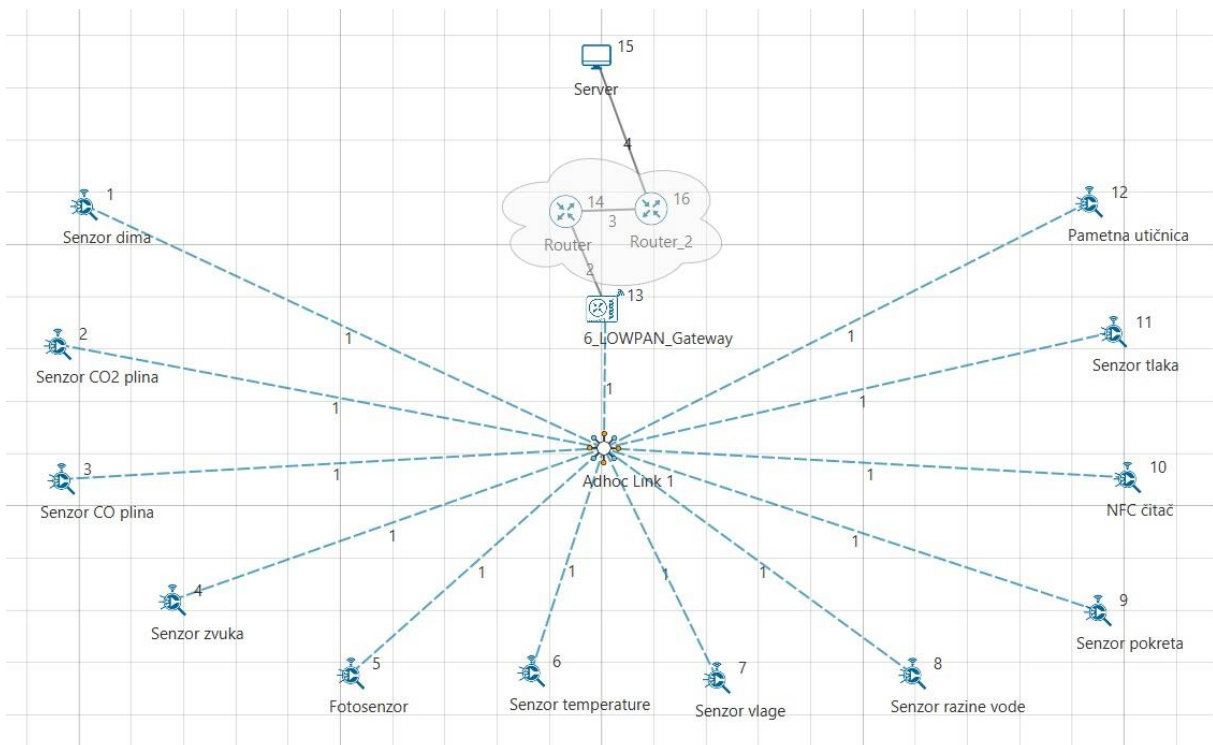 15
Server
4
1
Senzor dima
14
3
16
Router
Router_2
2
12
Pametna utičnica
13
6_LOWPAN_Gateway
2
Senzor CO2 plina
1
1
11
Senzor tlaka
1
1
1
3
Senzor CO plina
1
Adhoc Link 1
1
10
NFC čitač
4
Senzor zvuka
1
1
1
1
1
1
9
Senzor pokreta
5
Fotosenzor
6
Senzor temperature
7
Senzor vlage
8
Senzor razine vode